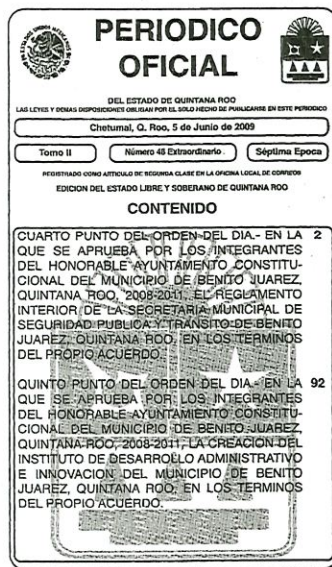 PERIODICO
OFICIAL
DEL ESTADO DE QUINTANA ROO
LAS LEYES Y DEMAS DISPOSICIONES OBLIGAN POR EL SOLO HECHO DE PUBLICARSE EN ESTE PERIODICO
Chetumal, Q. Roo, 5 de Junio de 2009
Tomo II Número 45 Extraordinario Séptima Epoca
REGISTRADO COMO ARTICULO DE SEGUNDA CLASE EN LA OFICINA LOCAL DE CORREOS
EDICION DEL ESTADO LIBRE Y SOBERANO DE QUINTANA ROO
CONTENIDO
CUARTO PUNTO DEL ORDEN DEL DIA.- EN LA 2
QUE SE APRUEBA POR LOS INTEGRANTES
DEL HONORABLE AYUNTAMIENTO CONSTITU-
CIONAL DEL MUNICIPIO DE BENITO JUAREZ,
QUINTANA ROO, 2008-2011, EL REGLAMENTO
INTERIOR DE LA SECRETARIA MUNICIPAL DE
SEGURIDAD PUBLICA Y TRANSITO DE BENITO
JUAREZ, QUINTANA ROO, EN LOS TERMINOS
DEL PROPIO ACUERDO.
QUINTO PUNTO DEL ORDEN DEL DIA.- EN LA 92
QUE SE APRUEBA POR LOS INTEGRANTES
DEL HONORABLE AYUNTAMIENTO CONSTITU-
CIONAL DEL MUNICIPIO DE BENITO JUAREZ,
QUINTANA ROO, 2008-2011, LA CREACION DEL
INSTITUTO DE DESARROLLO ADMINISTRATIVO
E INNOVACION DEL MUNICIPIO DE BENITO
JUAREZ, QUINTANA ROO, EN LOS TERMINOS
DEL PROPIO ACUERDO.